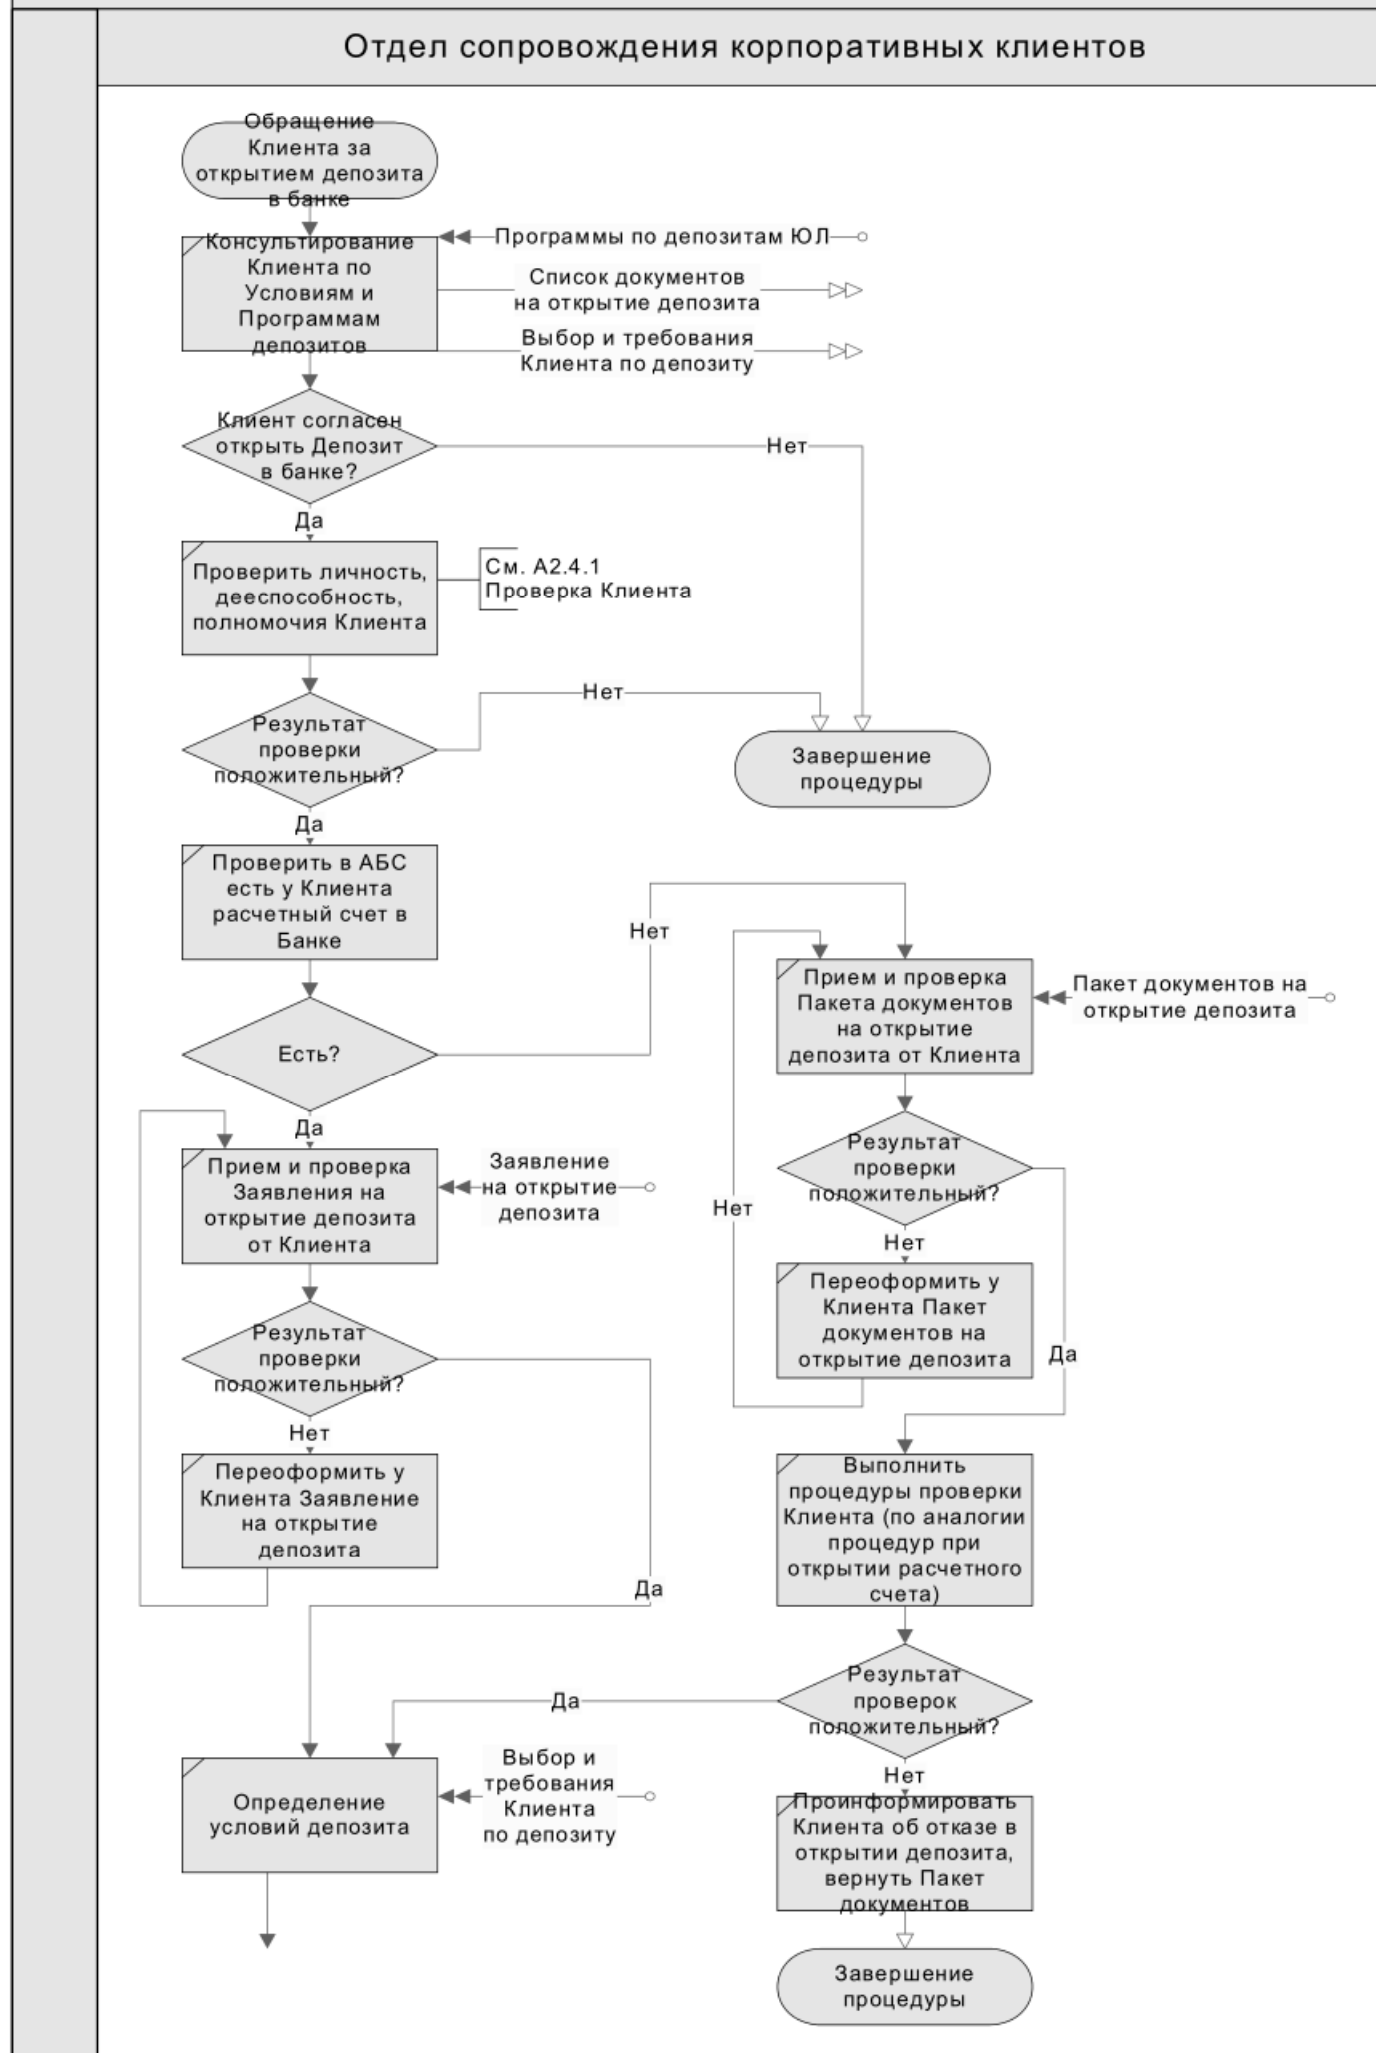 Отдел сопровождения корпоративных клиентов
Обращение
Клиента за
открытием депозита
в банке
Консультирование
Клиента по
Условиям и
Программам
депозитов
Программы по депозитам ЮЛ
Список документов
на открытие депозита
Выбор и требования
Клиента по депозиту
Клиент согласен
открыть Депозит
в банке?
Нет
Да
Проверить личность,
дееспособность,
полномочия Клиента
См. А2.4.1
Проверка Клиента
Результат
проверки
положительный?
Нет
Завершение
процедуры
Да
Проверить в АБС
есть у Клиента
расчетный счет в
Банке
Есть?
Нет
Да
Прием и проверка
Заявления на
открытие депозита
от Клиента
Заявление
на открытие
депозита
Результат
проверки
положительный?
Нет
Переоформить у
Клиента Заявление
на открытие
депозита
Да
Прием и проверка
Пакета документов
на открытие
депозита от Клиента
Пакет документов на
открытие депозита
Результат
проверки
положительный?
Нет
Нет
Переоформить у
Клиента Пакет
документов на
открытие депозита
Да
Выполнить
процедуры проверки
Клиента (по аналогии
процедур при
открытии расчетного
счета)
Результат
проверок
положительный?
Да
Определение
условий депозита
Выбор и
требования
Клиента
по депозиту
Нет
Проинформировать
Клиента об отказе в
открытии депозита,
вернуть Пакет
документов
Завершение
процедуры